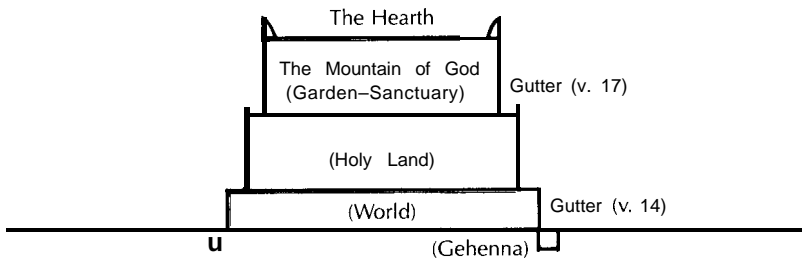 The Hearth
The Mountain of God
(Garden–Sanctuary)
Gutter (v. 17)
(Holy Land)
(World)
Gutter (v. 14)
u
(Gehenna)